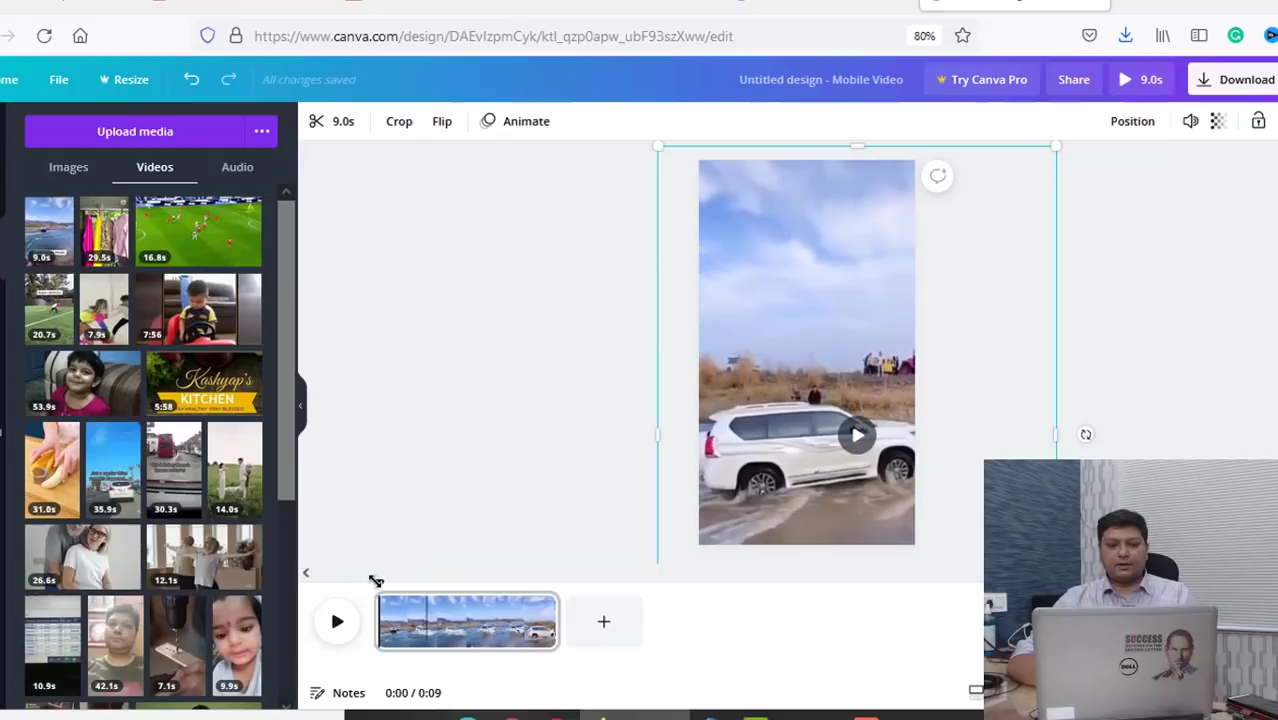 https://www.canva.com/design/DAEvIzpmCyk/ktl_qzp0apw_ubF93szXww/edit
80%
ome
File
Resize
All changes saved
Untitled design - Mobile Video
Try Canva Pro
Share
9.0s
Download
Upload media
9.0s
Crop
Flip
Animate
Position
Images
Videos
Audio
9.0s
29.5s
16.8s
20.7s
7.9s
7:56
53.9s
Kashyap's
KITCHEN
5:58
31.0s
35.9s
30.3s
14.0s
26.6s
12.1s
10.9s
42.1s
7.1s
9.9s
Notes
0:00 / 0:09
SUCCESS
DELL